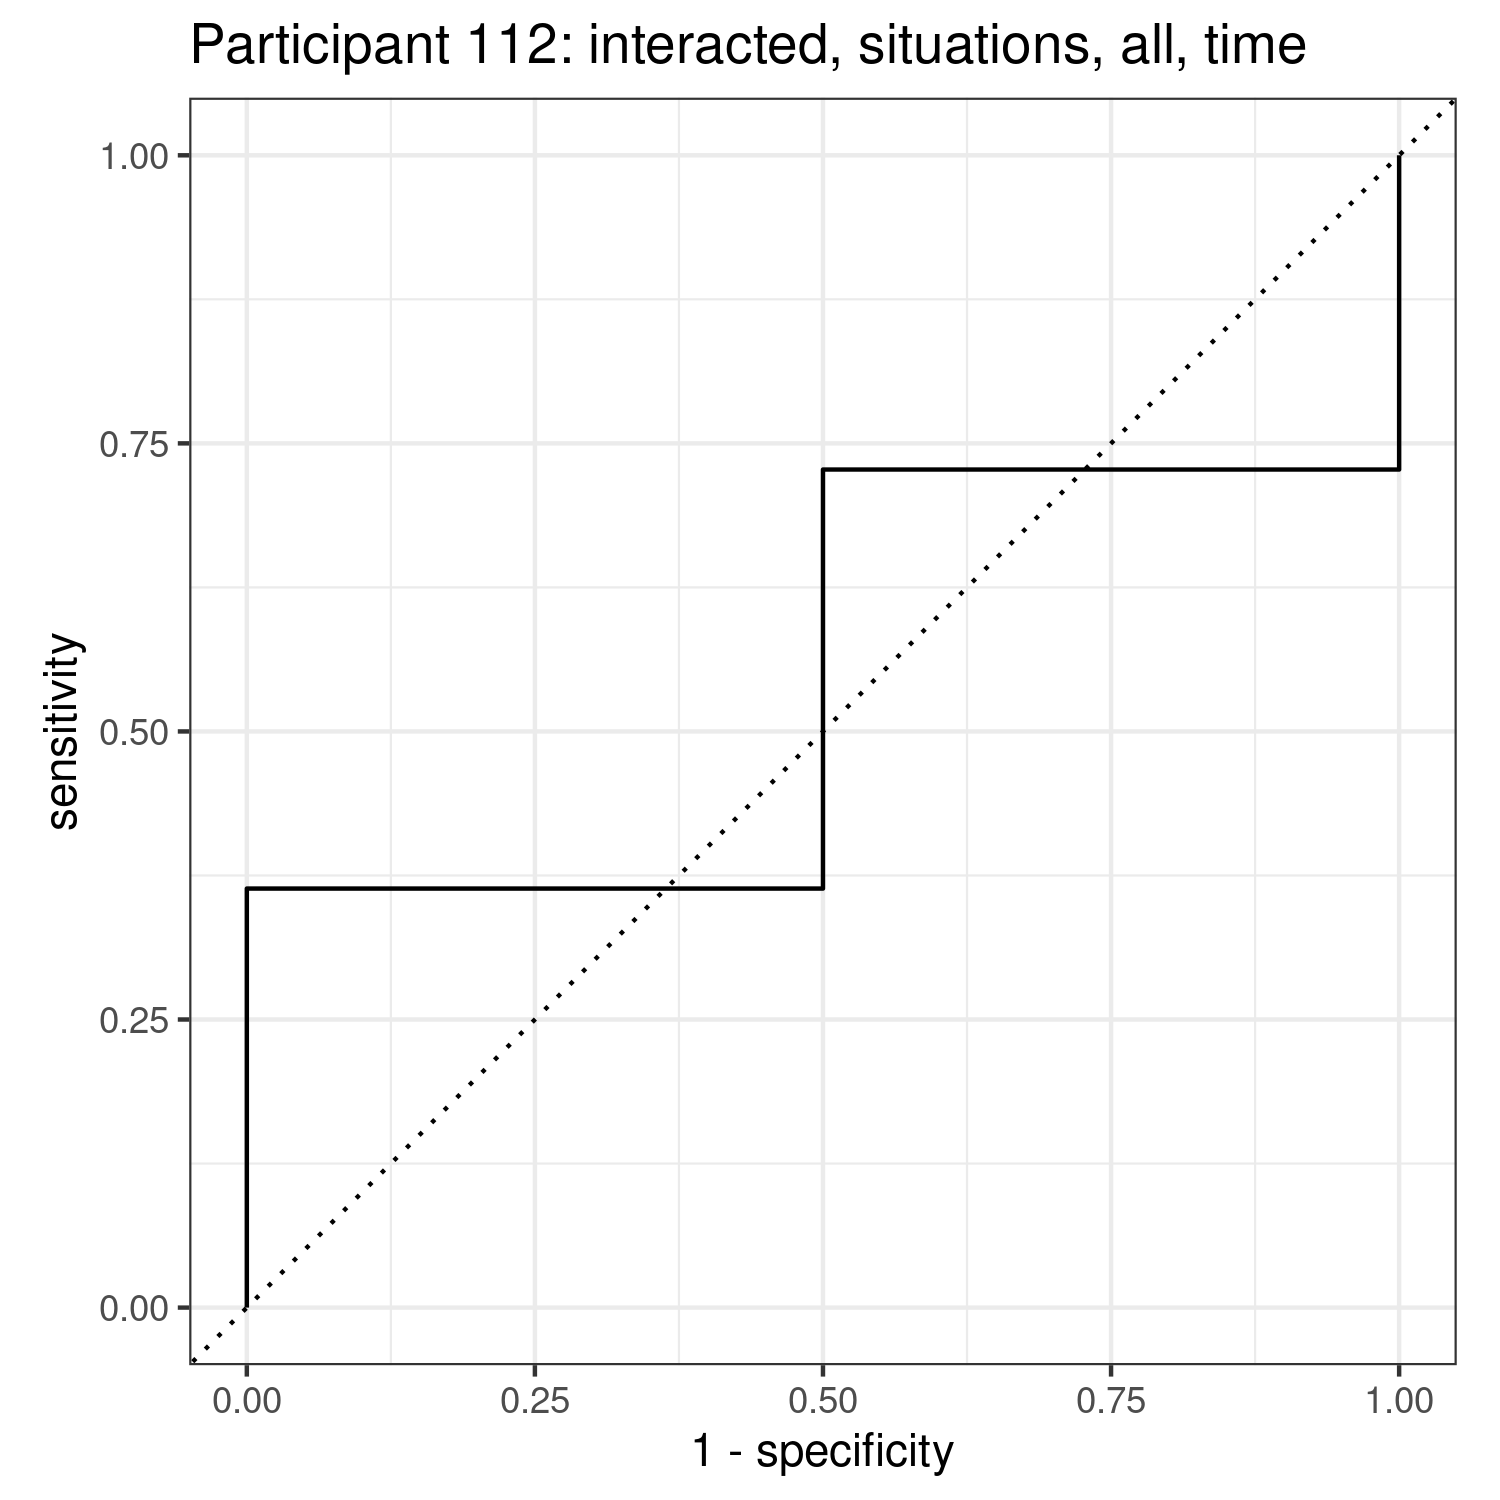 Participant 112: interacted, situations, all, time
1.00
0.75
0.50
0.25
0.00
sensitivity
0.00 0.25 0.50 0.75 1.00
1 - specificity